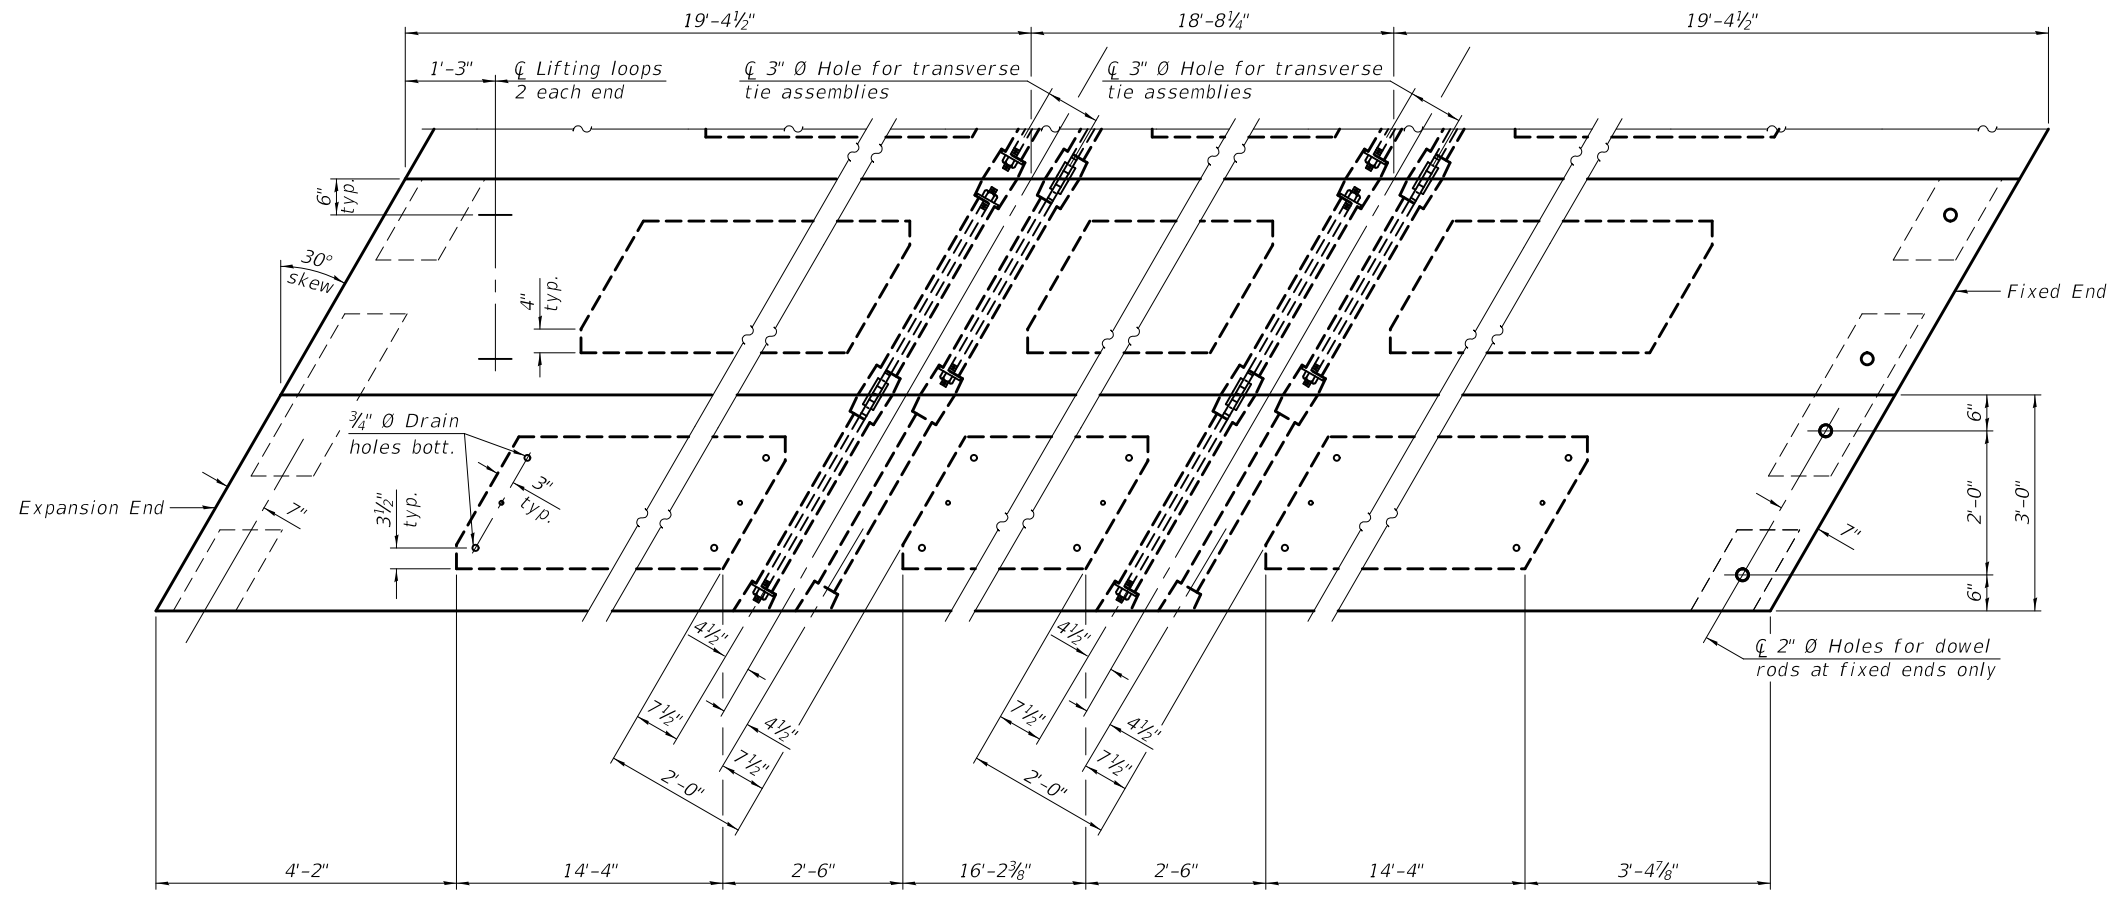 19'-4½"
18'-8¼"
19'-4½"
1'-3"
℄ Lifting loops
2 each end
℄ 3" Ø Hole for transverse
tie assemblies
℄ 3" Ø Hole for transverse
tie assemblies
6"
typ.
30°
skew
4"
typ.
Fixed End
¾" Ø Drain
holes bott.
3"
typ.
3½"
typ.
Expansion End
7"
6"
2'-0"
3'-0"
7"
6"
℄ 2" Ø Holes for dowel
rods at fixed ends only
4½"
7½"
4½"
7½"
2'-0"
4½"
7½"
4½"
7½"
2'-0"
4'-2"
14'-4"
2'-6"
16'-2⅜"
2'-6"
14'-4"
3'-4⅞"